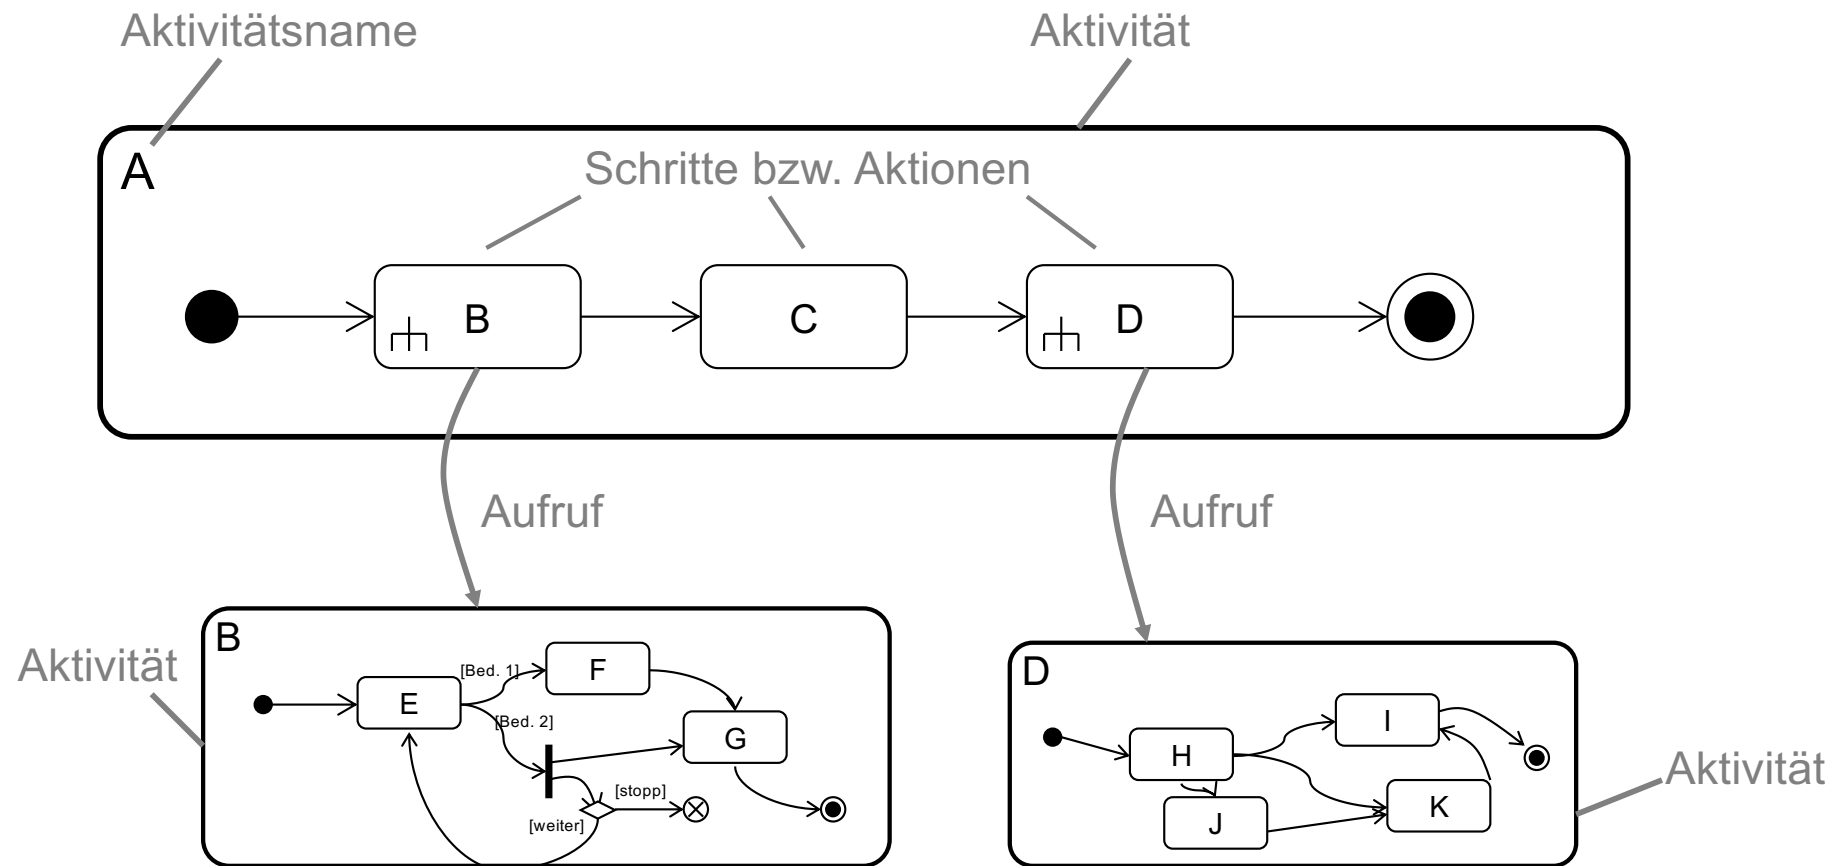 Aktivitätsname
Aktivität
A
Schritte bzw. Aktionen
B
C
D
Aufruf
Aufruf
Aktivität
B
E
[Bed. 1]
F
[Bed. 2]
G
[stopp]
[weiter]
D
H
I
J
K
Aktivität